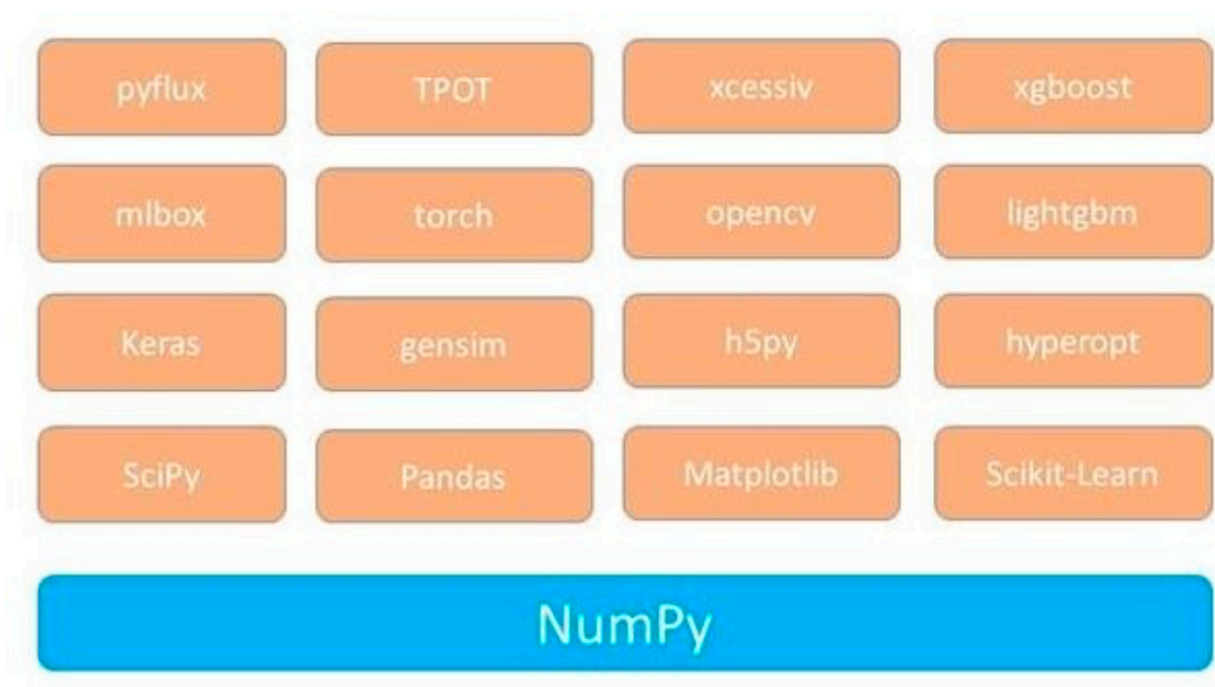 pyflux TPOT xcessiv xgboost
mlbox torch opencv lightgbm
Keras gensim h5py hyperopt
SciPy Pandas Matplotlib Scikit-Learn
NumPy